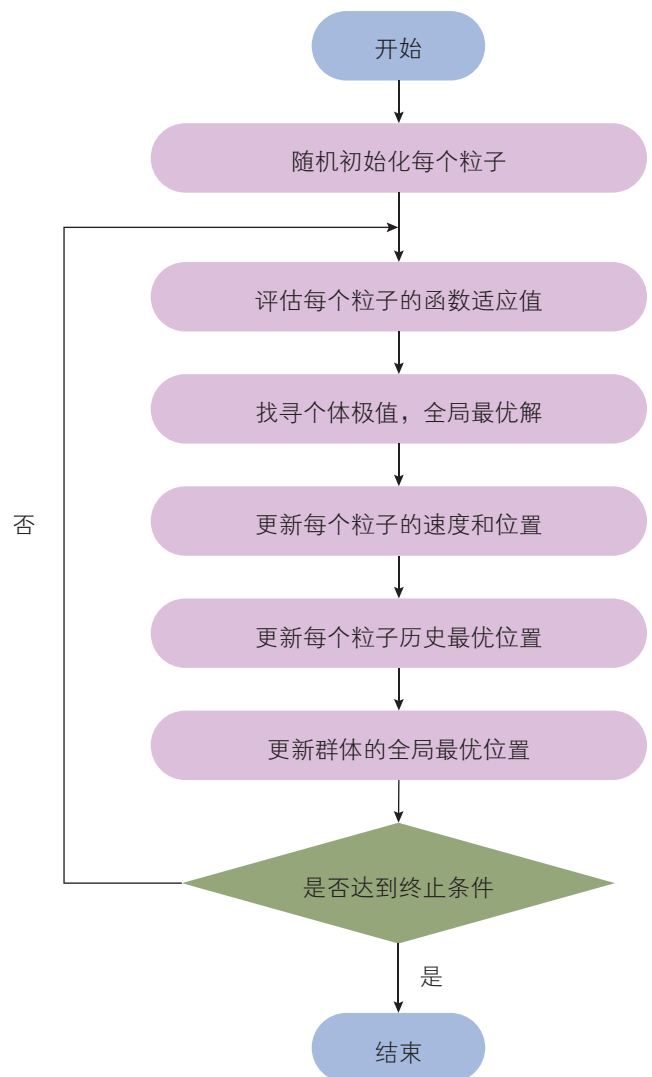 开始
随机初始化每个粒子
评估每个粒子的函数适应值
找寻个体极值，全局最优解
更新每个粒子的速度和位置
否
更新每个粒子历史最优位置
更新群体的全局最优位置
是否达到终止条件
是
结束